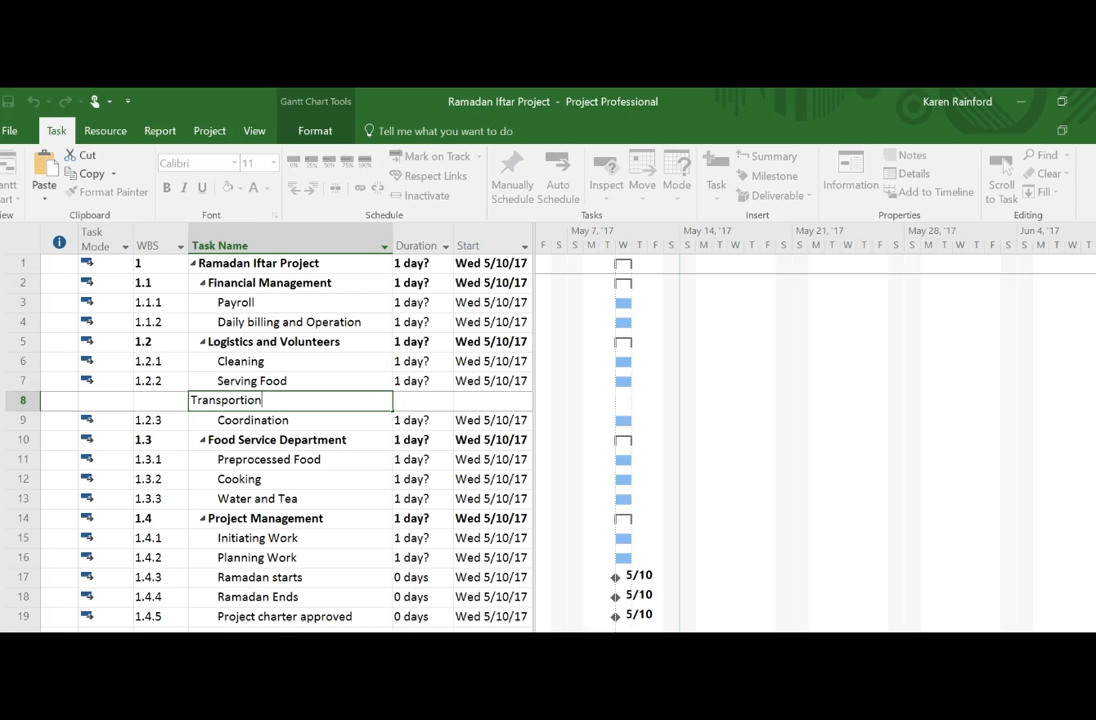 Gantt Chart Tools
Ramadan Iftar Project - Project Professional
Karen Rainford
File Task Resource Report Project View Format Tell me what you want to do
Cut
Copy
Format Painter
Paste
Clipboard
Calibri 11
B I U A
Font
0% 25% 50% 75% 100%
Mark on Track
Respect Links
Inactivate
Schedule
Manually Schedule
Auto Schedule
Inspect
Move
Mode
Tasks
Task
Summary
Milestone
Deliverable
Insert
Information
Notes
Details
Add to Timeline
Properties
Scroll to Task
Find
Clear
Fill
Editing
Task Mode WBS Task Name Duration Start
May 7, '17 May 14, '17 May 21, '17 May 28, '17 Jun 4, '17
F S S M T W T F S S M T W T F S S M T W T F S S M T W T F S S M T W T
1 1 Ramadan Iftar Project 1 day? Wed 5/10/17
2 1.1 Financial Management 1 day? Wed 5/10/17
3 1.1.1 Payroll 1 day? Wed 5/10/17
4 1.1.2 Daily billing and Operation 1 day? Wed 5/10/17
5 1.2 Logistics and Volunteers 1 day? Wed 5/10/17
6 1.2.1 Cleaning 1 day? Wed 5/10/17
7 1.2.2 Serving Food 1 day? Wed 5/10/17
8 Transportion
9 1.2.3 Coordination 1 day? Wed 5/10/17
10 1.3 Food Service Department 1 day? Wed 5/10/17
11 1.3.1 Preprocessed Food 1 day? Wed 5/10/17
12 1.3.2 Cooking 1 day? Wed 5/10/17
13 1.3.3 Water and Tea 1 day? Wed 5/10/17
14 1.4 Project Management 1 day? Wed 5/10/17
15 1.4.1 Initiating Work 1 day? Wed 5/10/17
16 1.4.2 Planning Work 1 day? Wed 5/10/17
17 1.4.3 Ramadan starts 0 days Wed 5/10/17 5/10
18 1.4.4 Ramadan Ends 0 days Wed 5/10/17 5/10
19 1.4.5 Project charter approved 0 days Wed 5/10/17 5/10